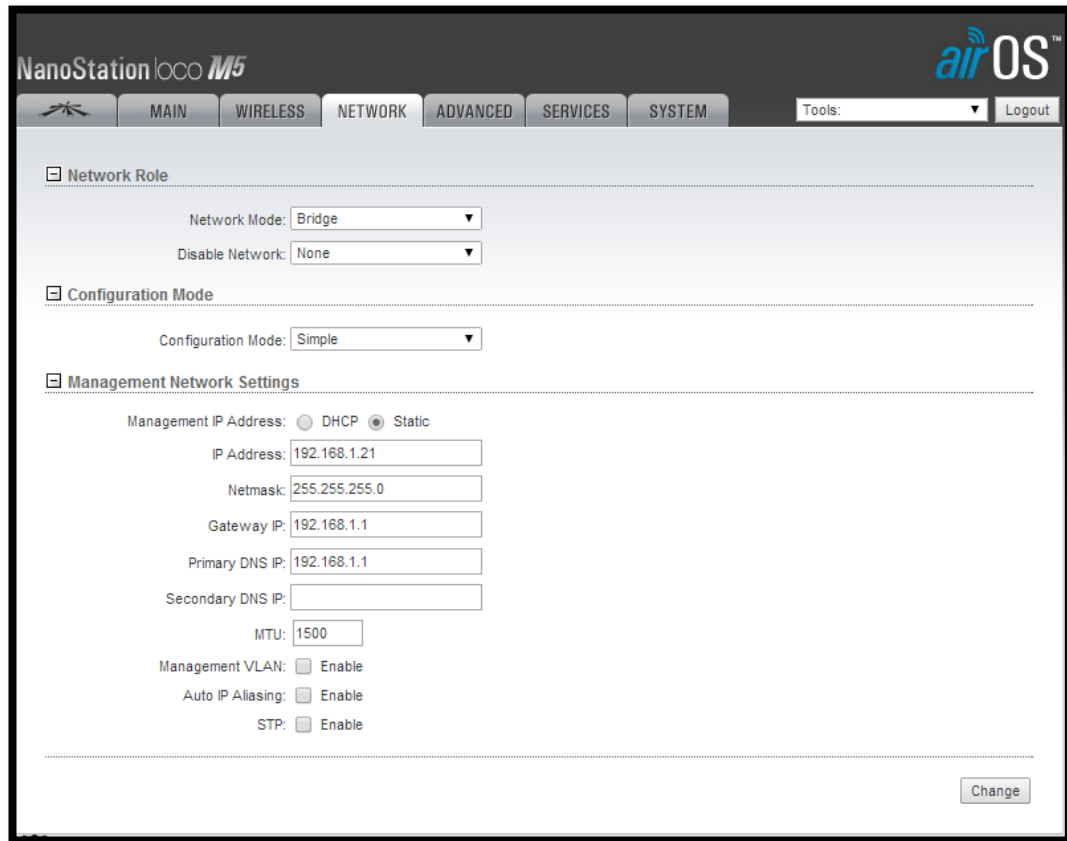 NanoStation loco M5
airOS™
MAIN WIRELESS NETWORK ADVANCED SERVICES SYSTEM Tools: Logout
Network Role
Network Mode: Bridge
Disable Network: None
Configuration Mode
Configuration Mode: Simple
Management Network Settings
Management IP Address: DHCP Static
IP Address: 192.168.1.21
Netmask: 255.255.255.0
Gateway IP: 192.168.1.1
Primary DNS IP: 192.168.1.1
Secondary DNS IP:
MTU: 1500
Management VLAN: Enable
Auto IP Aliasing: Enable
STP: Enable
Change